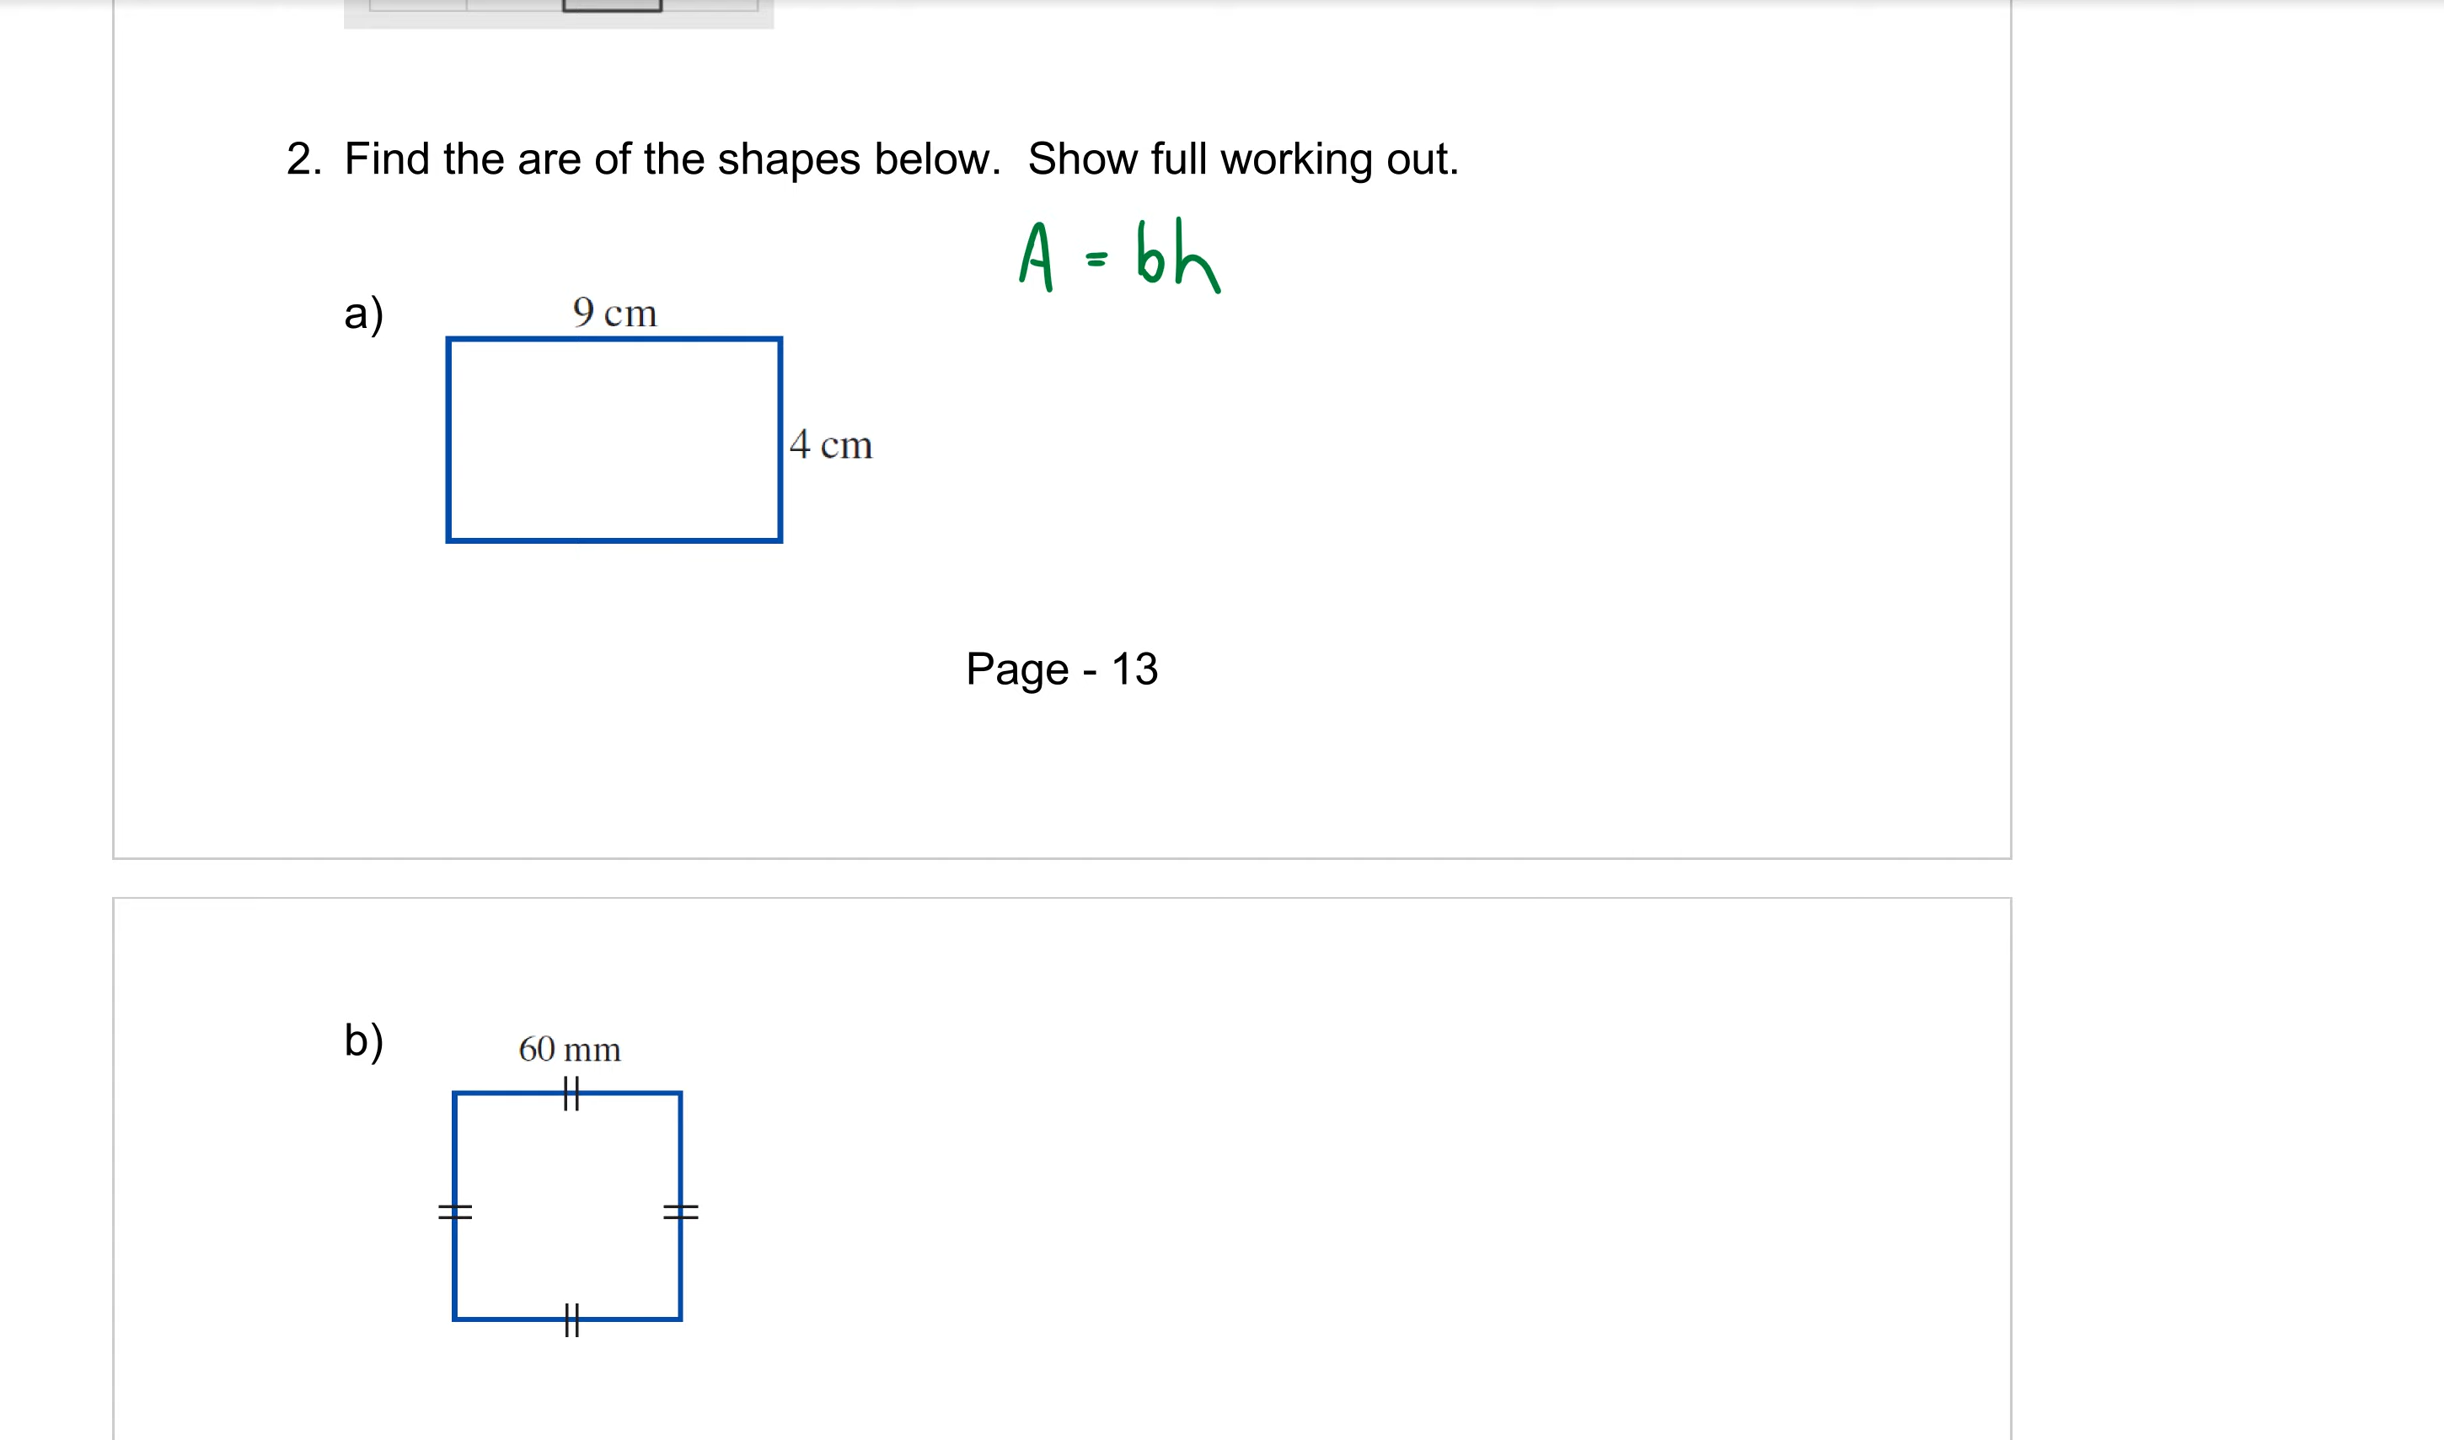 2. Find the are of the shapes below. Show full working out.
A = bh
a)
9 cm
4 cm
Page - 13
b)
60 mm